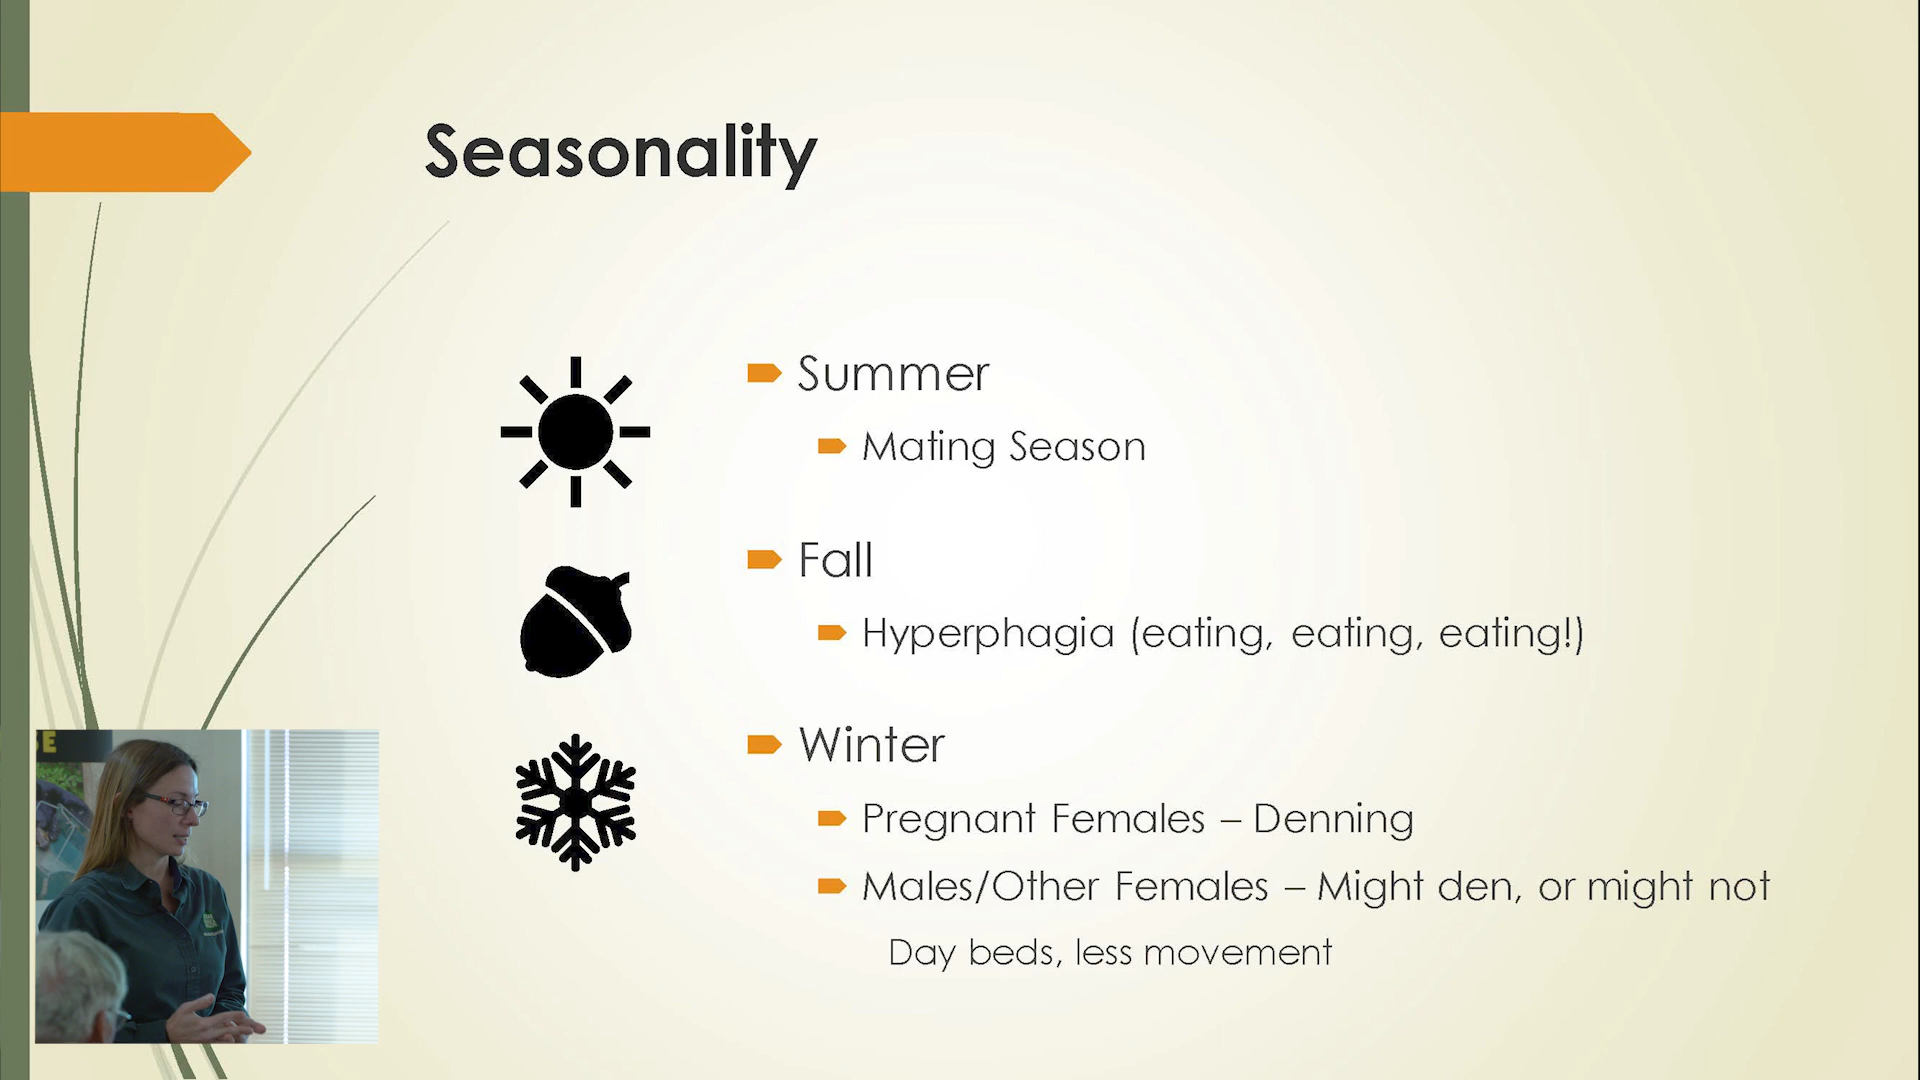 Seasonality
Summer
Mating Season
Fall
Hyperphagia (eating, eating, eating!)
Winter
Pregnant Females – Denning
Males/Other Females – Might den, or might not
Day beds, less movement
SE